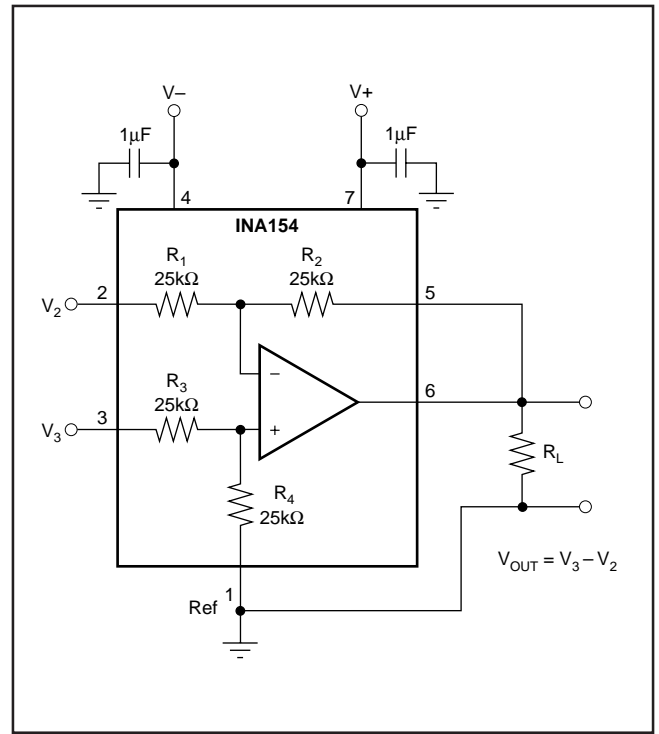 V–
V+
1μF
1μF
4
7
INA154
R1
25kΩ
R2
25kΩ
V2
2
5
–
R3
25kΩ
6
V3
3
+
RL
R4
25kΩ
VOUT = V3 – V2
Ref
1